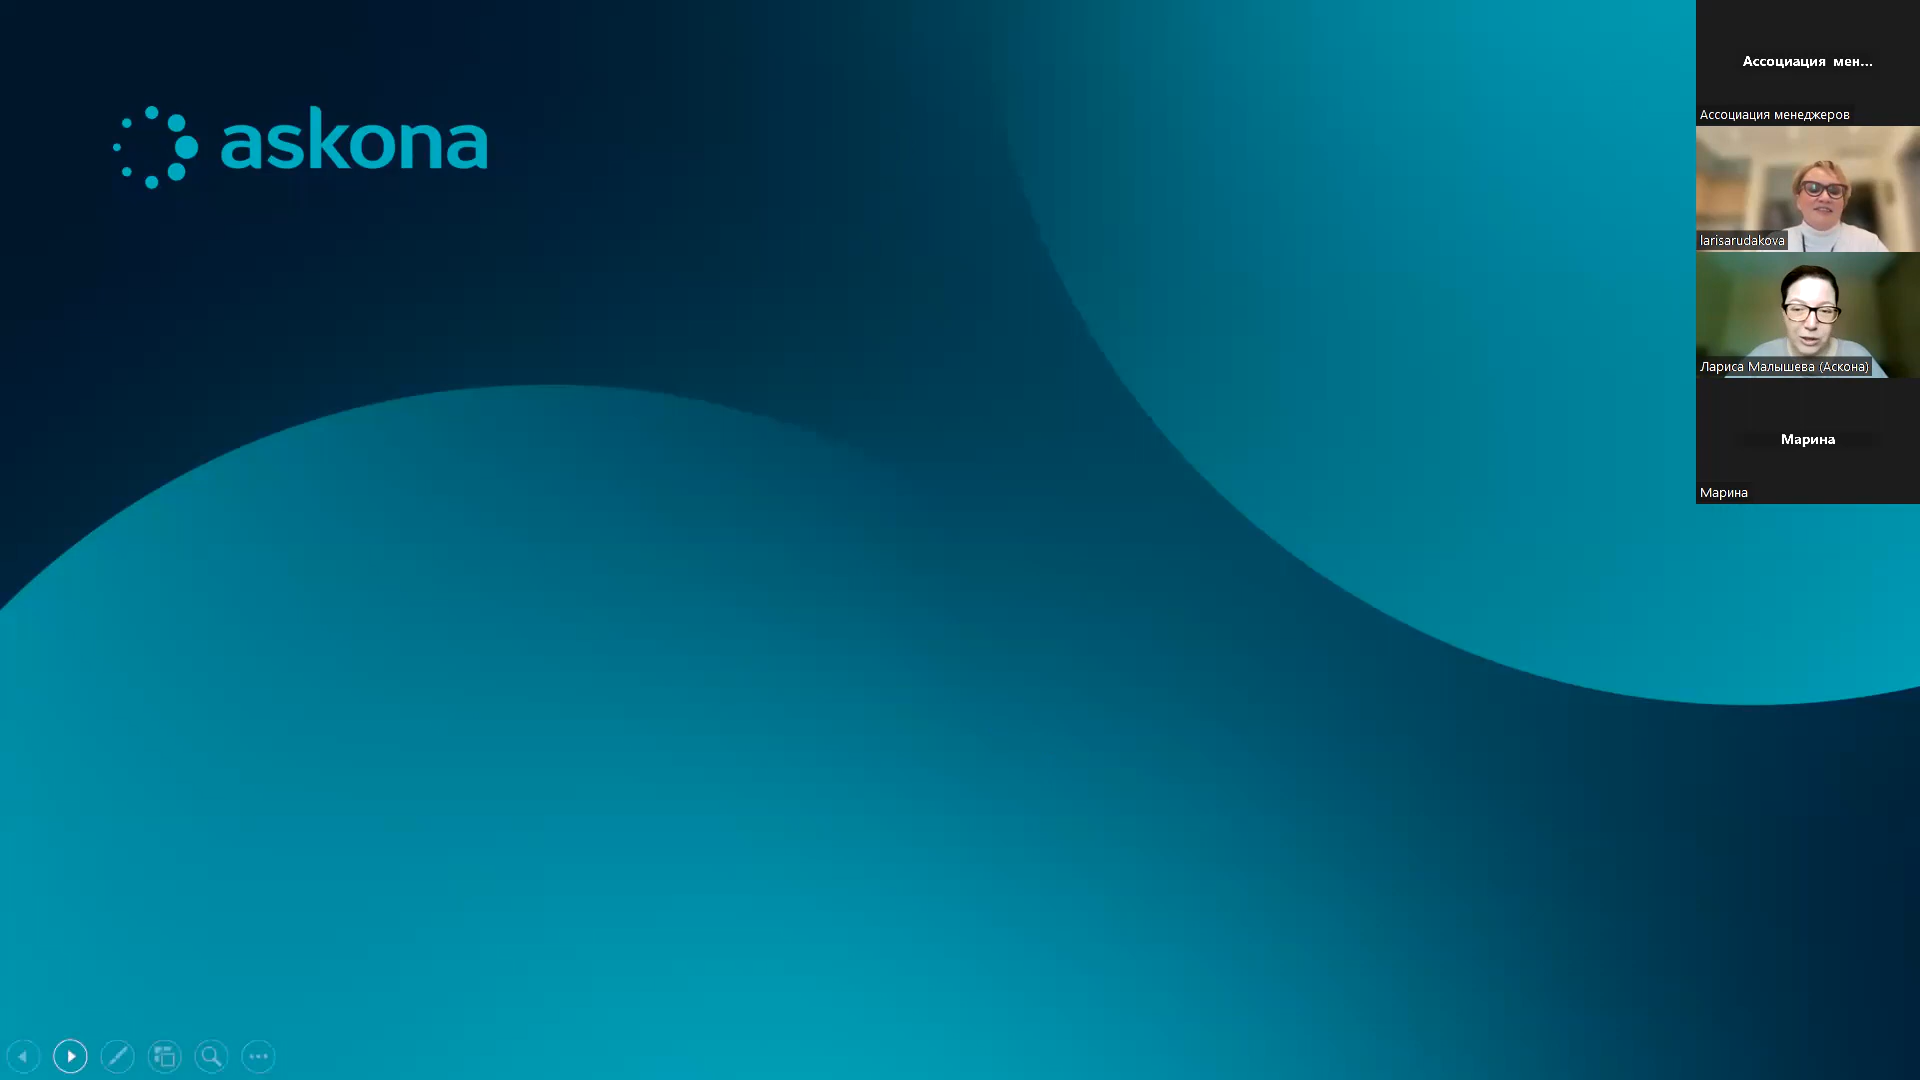 askona
Ассоциация мен...
Ассоциация менеджеров
larisarudakova
Лариса Малышева (Аскона)
Марина
Марина